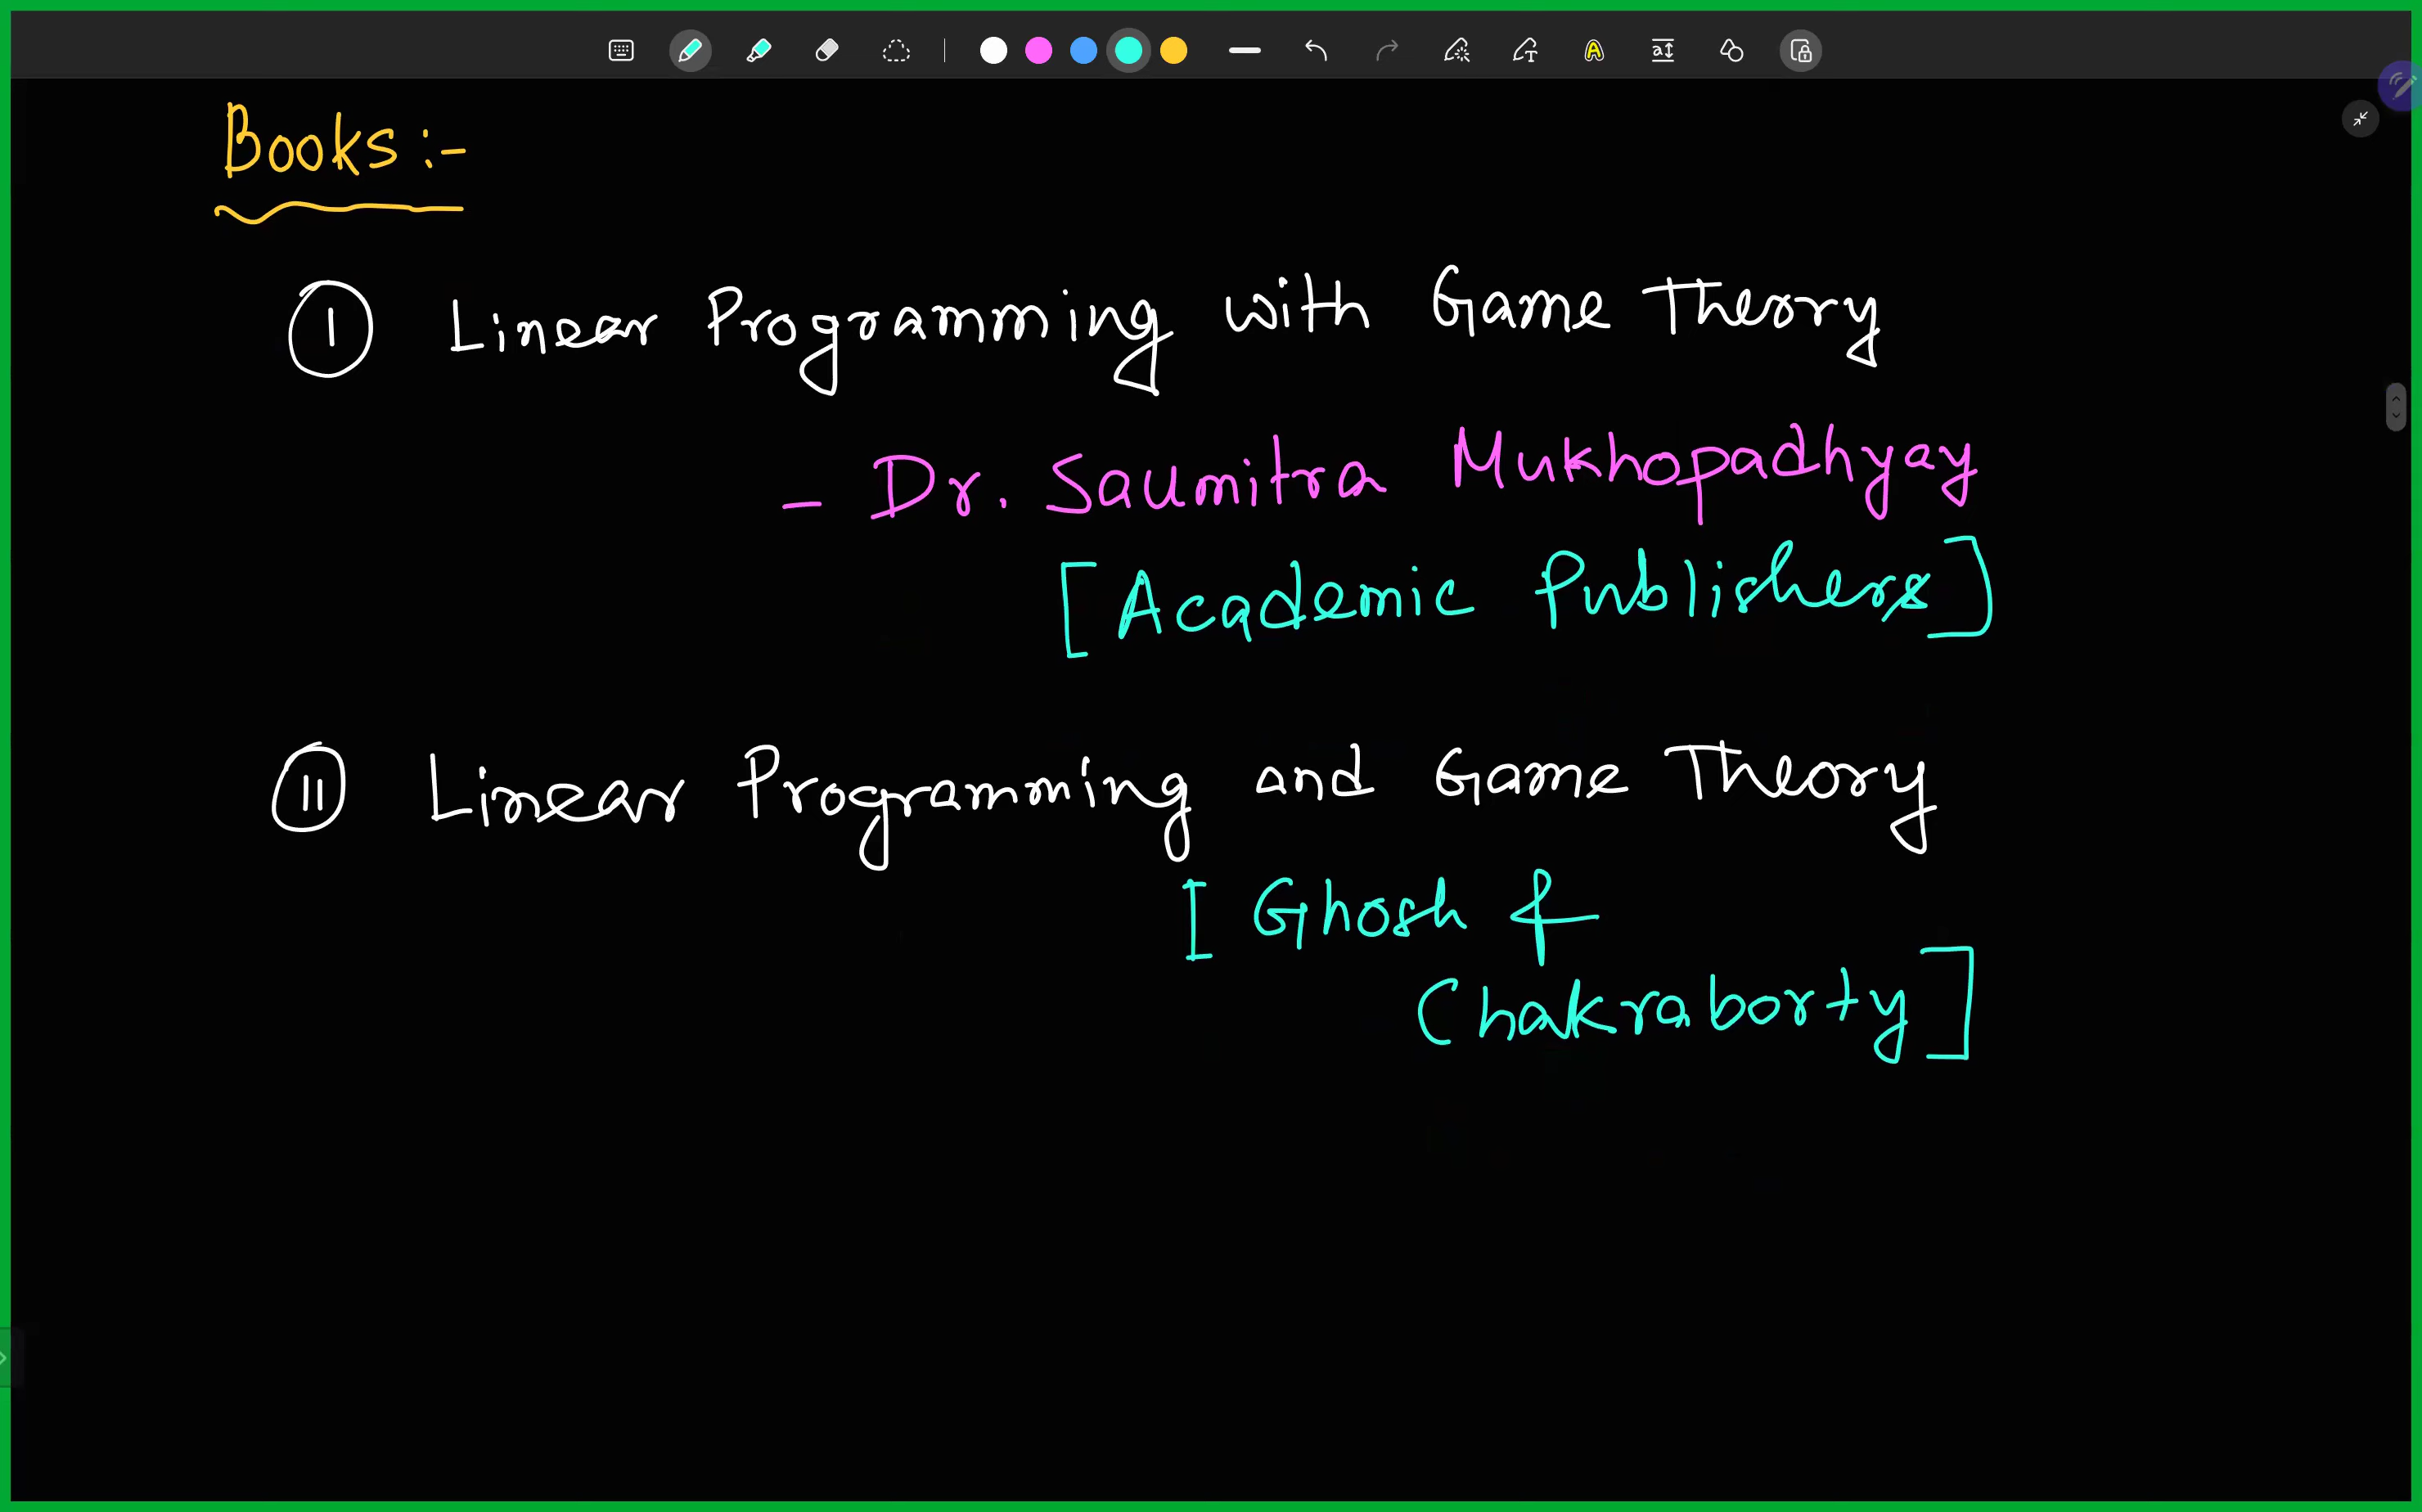 Books :-
① Linear Programming with Game Theory
- Dr. Saumitra Mukhopadhyay
[Academic Publishers]
⑪ Linear Programming and Game Theory
[Ghosh &
Chakraborty]